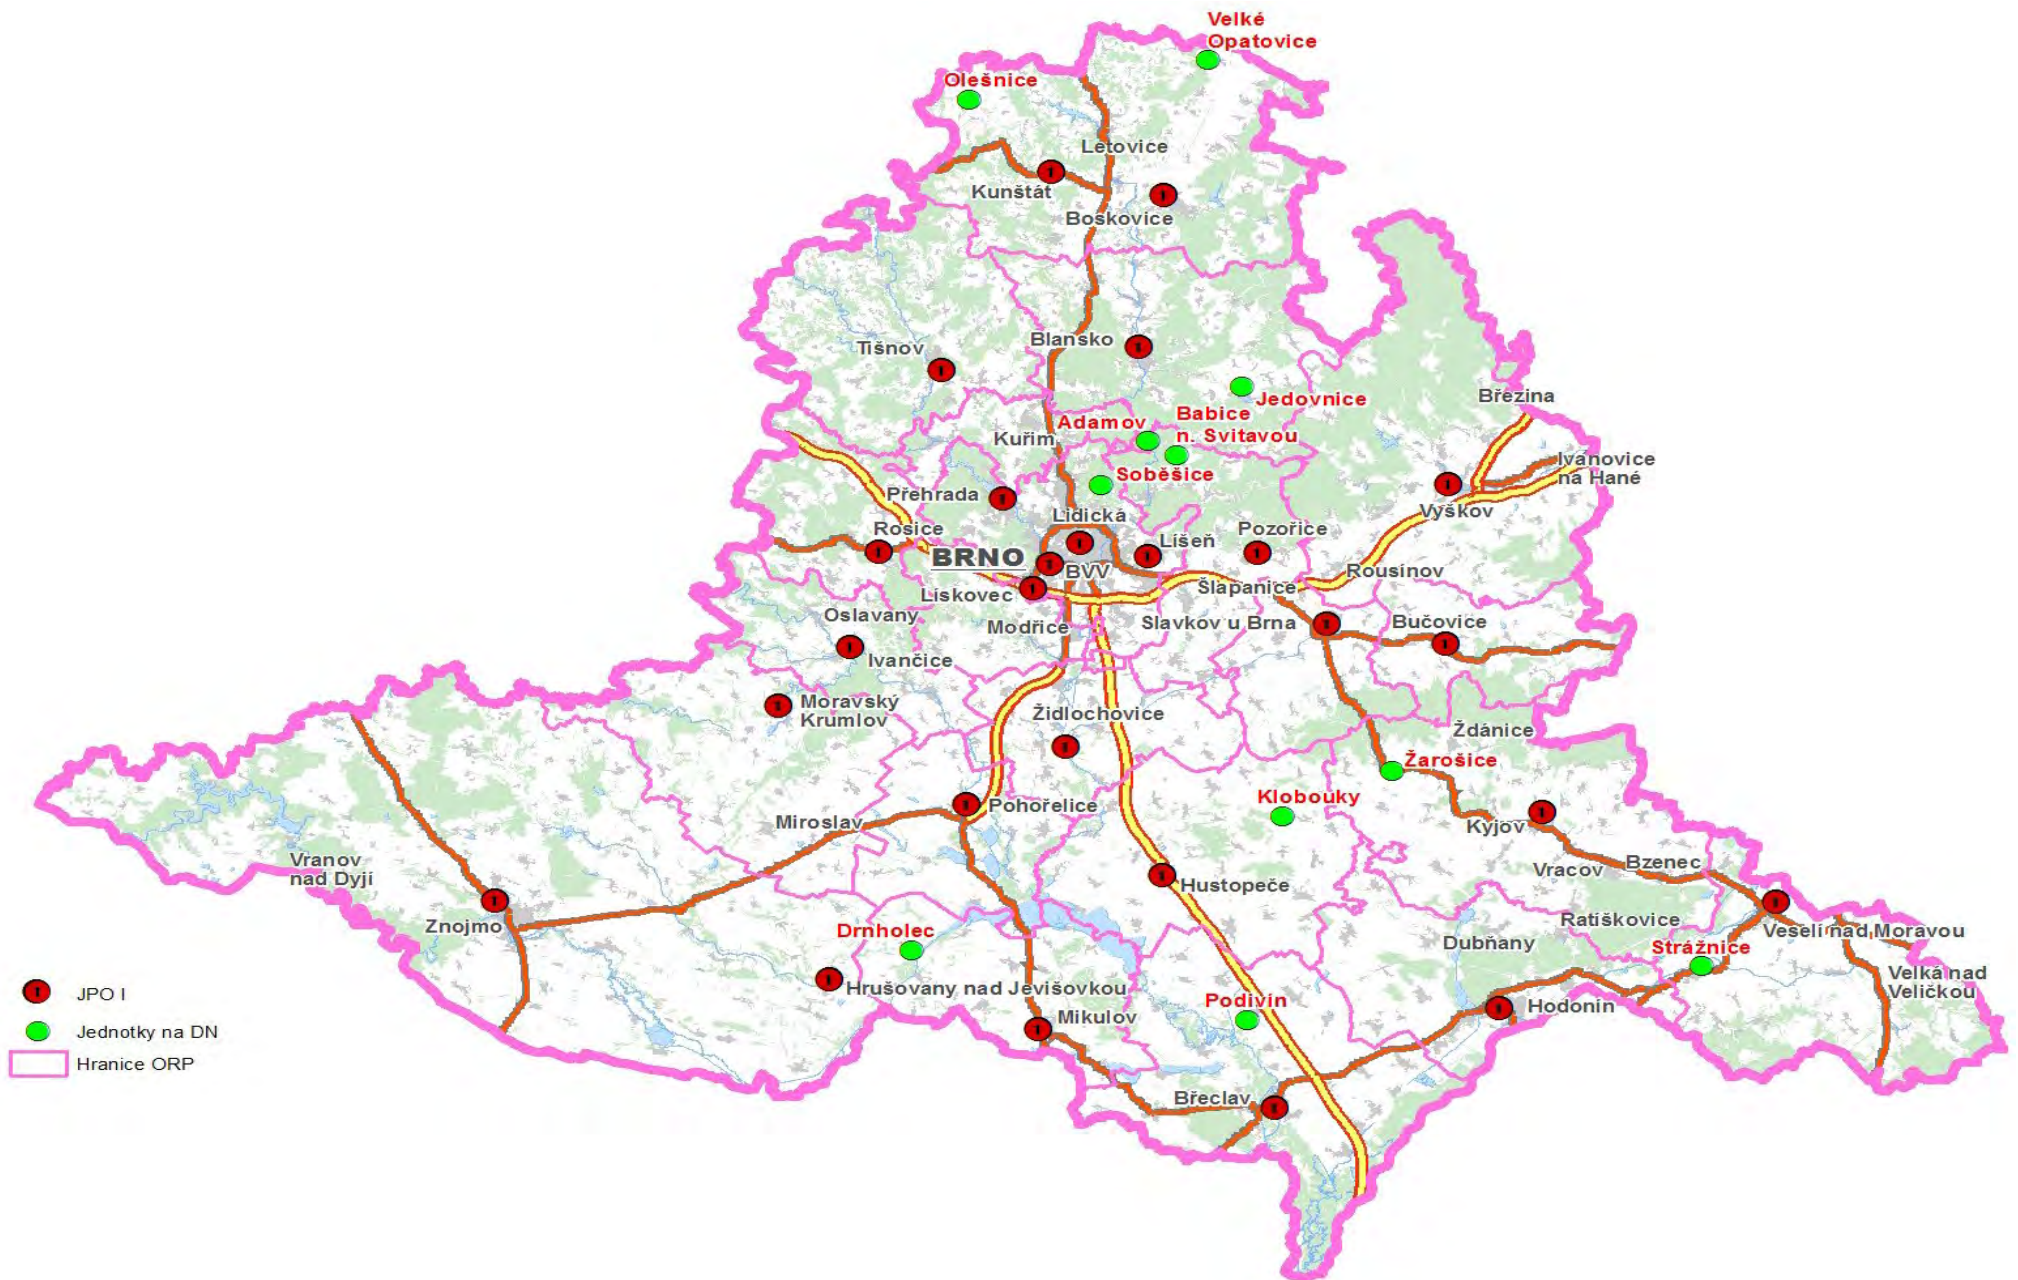 Velké
Opatovice
Olešnice
Letovice
Kunštát
Boskovice
Blansko
Tišnov
Jedovnice
Březina
Babice
n. Svitavou
Adamov
Kuřim
Soběšice
Ivanovice
na Hané
Přehrada
Vyškov
Lidická
Rosice
Pozořice
Líšeň
BRNO
BVV
Rousínov
Šlapanice
Lískovec
Oslavany
Modřice
Slavkov u Brna
Bučovice
Ivančice
Moravský
Krumlov
Židlochovice
Ždánice
Žarošice
Klobouky
Pohořelice
Miroslav
Kyjov
Vranov
nad Dyjí
Bzenec
Vracov
Hustopeče
Znojmo
Ratíškovice
Drnholec
Veselí nad Moravou
Dubňany
Strážnice
Velká nad
Veličkou
JPO I
Hrušovany nad Jevišovkou
Podivín
Hodonín
Mikulov
Jednotky na DN
Hranice ORP
Břeclav